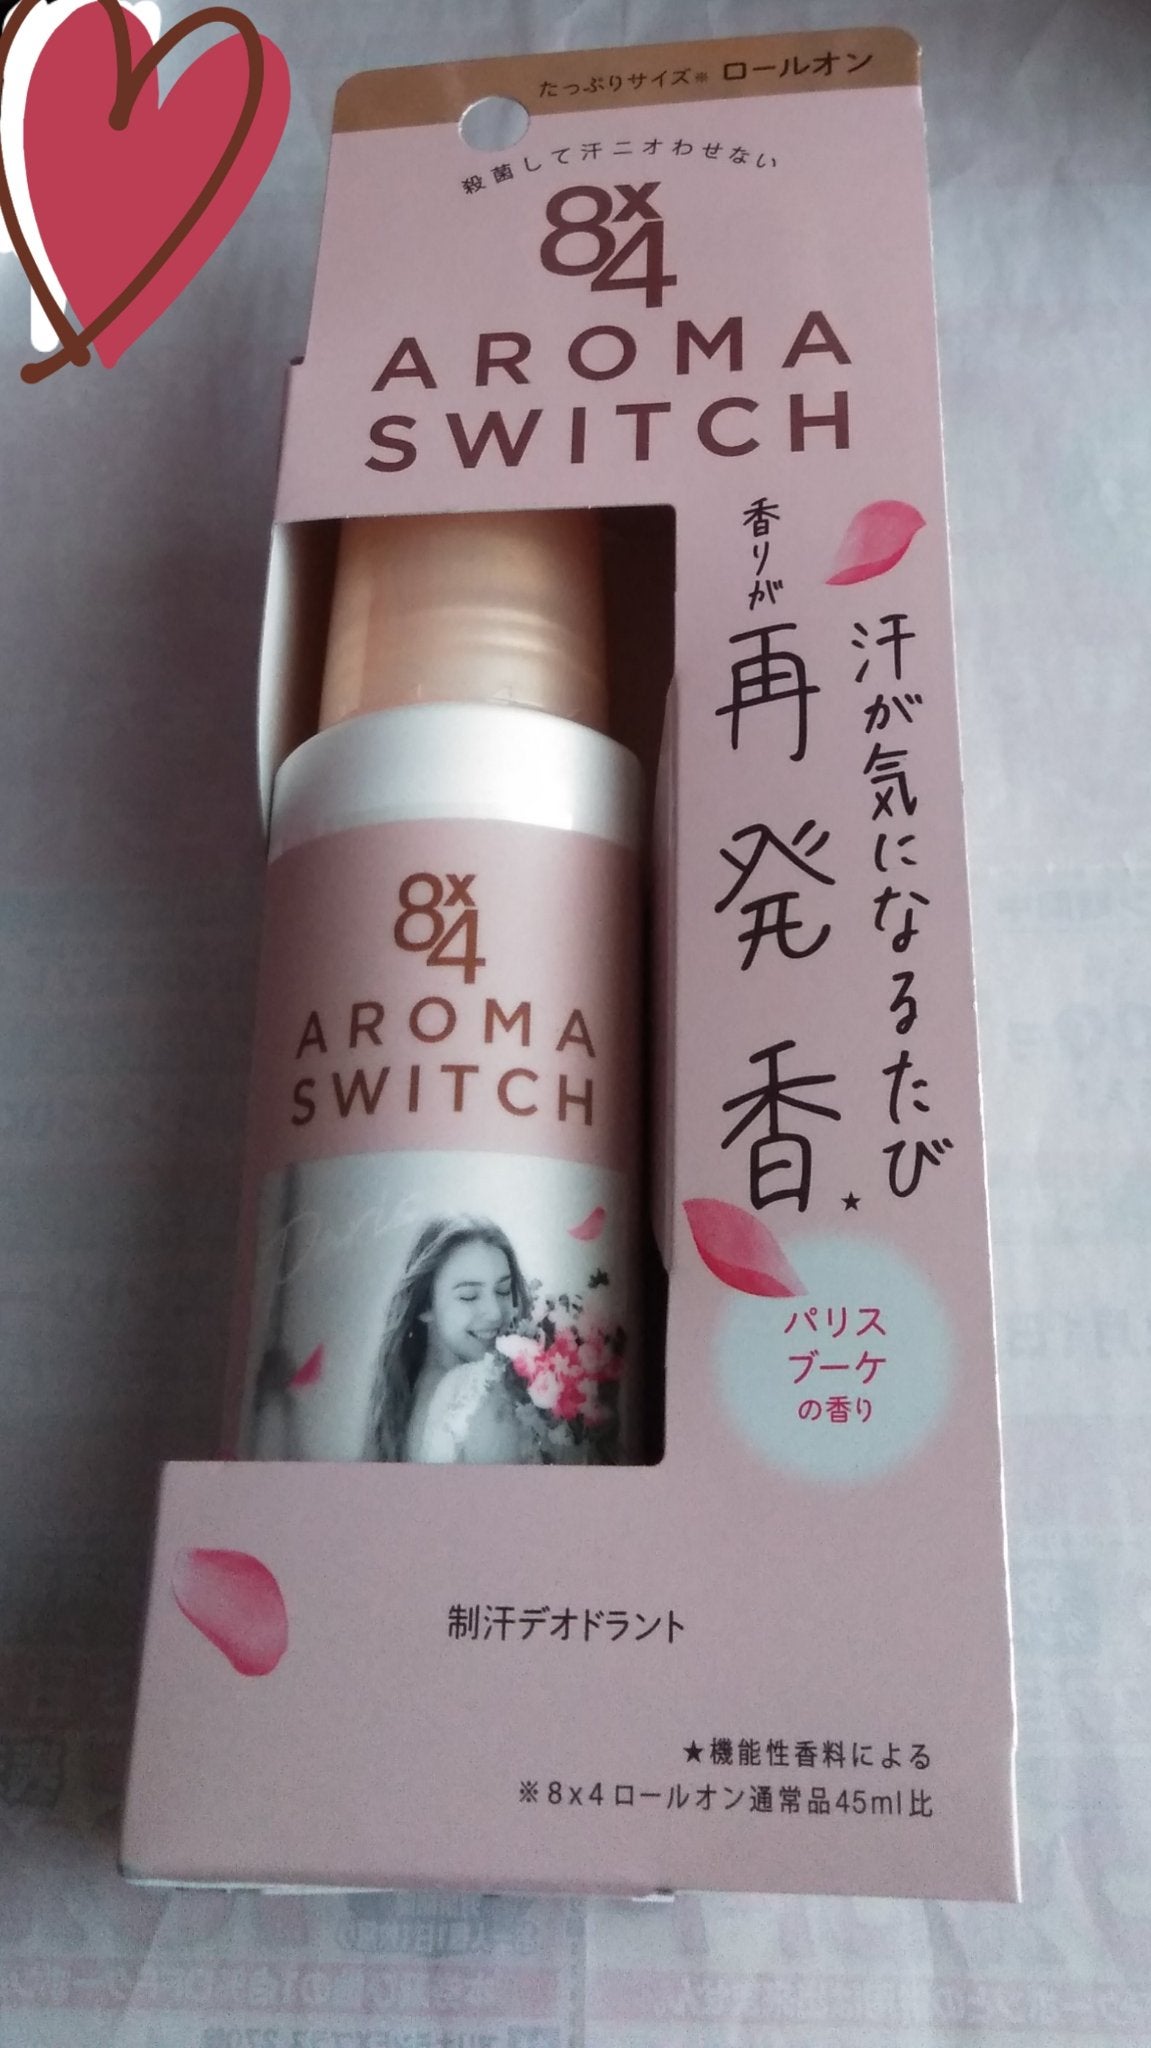 たっぷりサイズ※ ロールオン
殺菌して汗ニオわせない
8x4
AROMA
SWITCH
汗が気になるたび
香りが再発香★
8x4
AROMA
SWITCH
Paris
パリス
ブーケ
の香り
制汗デオドラント
★機能性香料による
※8x4ロールオン通常品45ml比